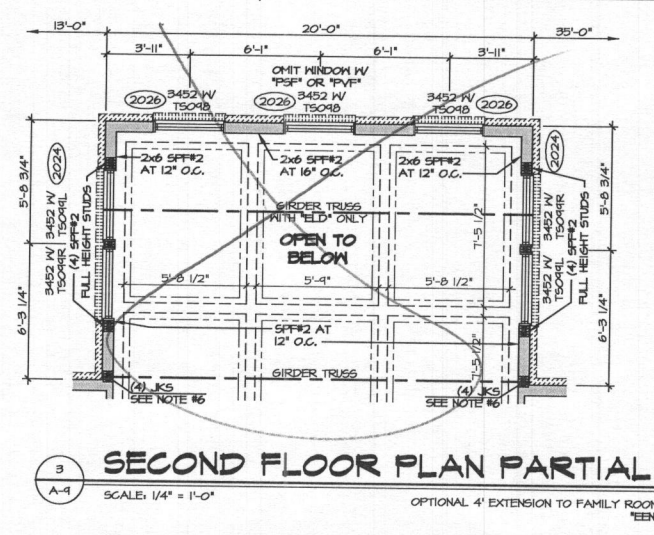 13'-0" 20'-0" 35'-0"
3'-11" 6'-1" 6'-1" 3'-11"
OMIT WINDOW W/
"PSF" OR "PVF"
2026 3452 W/
TS098
2026 3452 W/
TS098
3452 W/
TS098 2026
2024
2024
5'-8 3/4"
6'-3 1/4"
3452 W/
TS099R
3452 W/
TS099L
(4) SPF#2
FULL HEIGHT STUDS
2x6 SPF#2
AT 12" O.C.
2x6 SPF#2
AT 16" O.C.
2x6 SPF#2
AT 12" O.C.
GIRDER TRUSS
WITH "ELD" ONLY
OPEN TO
BELOW
7'-5 1/2"
5'-8 1/2" 5'-9" 5'-8 1/2"
SPF#2 AT
12" O.C.
7'-5 1/2"
GIRDER TRUSS
3452 W/
TS099L
3452 W/
TS099R
(4) SPF#2
FULL HEIGHT STUDS
5'-8 3/4"
6'-3 1/4"
(4) JKS
SEE NOTE #6
(4) JKS
SEE NOTE #6
3
A-9
SECOND FLOOR PLAN PARTIAL
SCALE: 1/4" = 1'-0"
OPTIONAL 4' EXTENSION TO FAMILY ROOM
"EEN